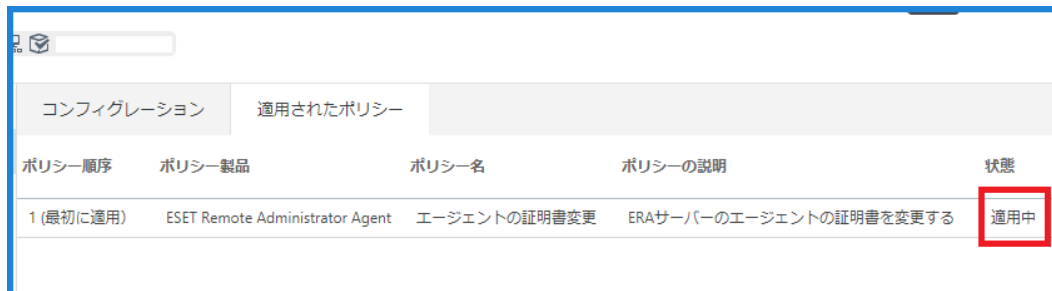 コンフィグレーション 適用されたポリシー
ポリシー順序 ポリシー製品 ポリシー名 ポリシーの説明 状態
1 (最初に適用) ESET Remote Administrator Agent エージェントの証明書変更 ERAサーバーのエージェントの証明書を変更する 適用中